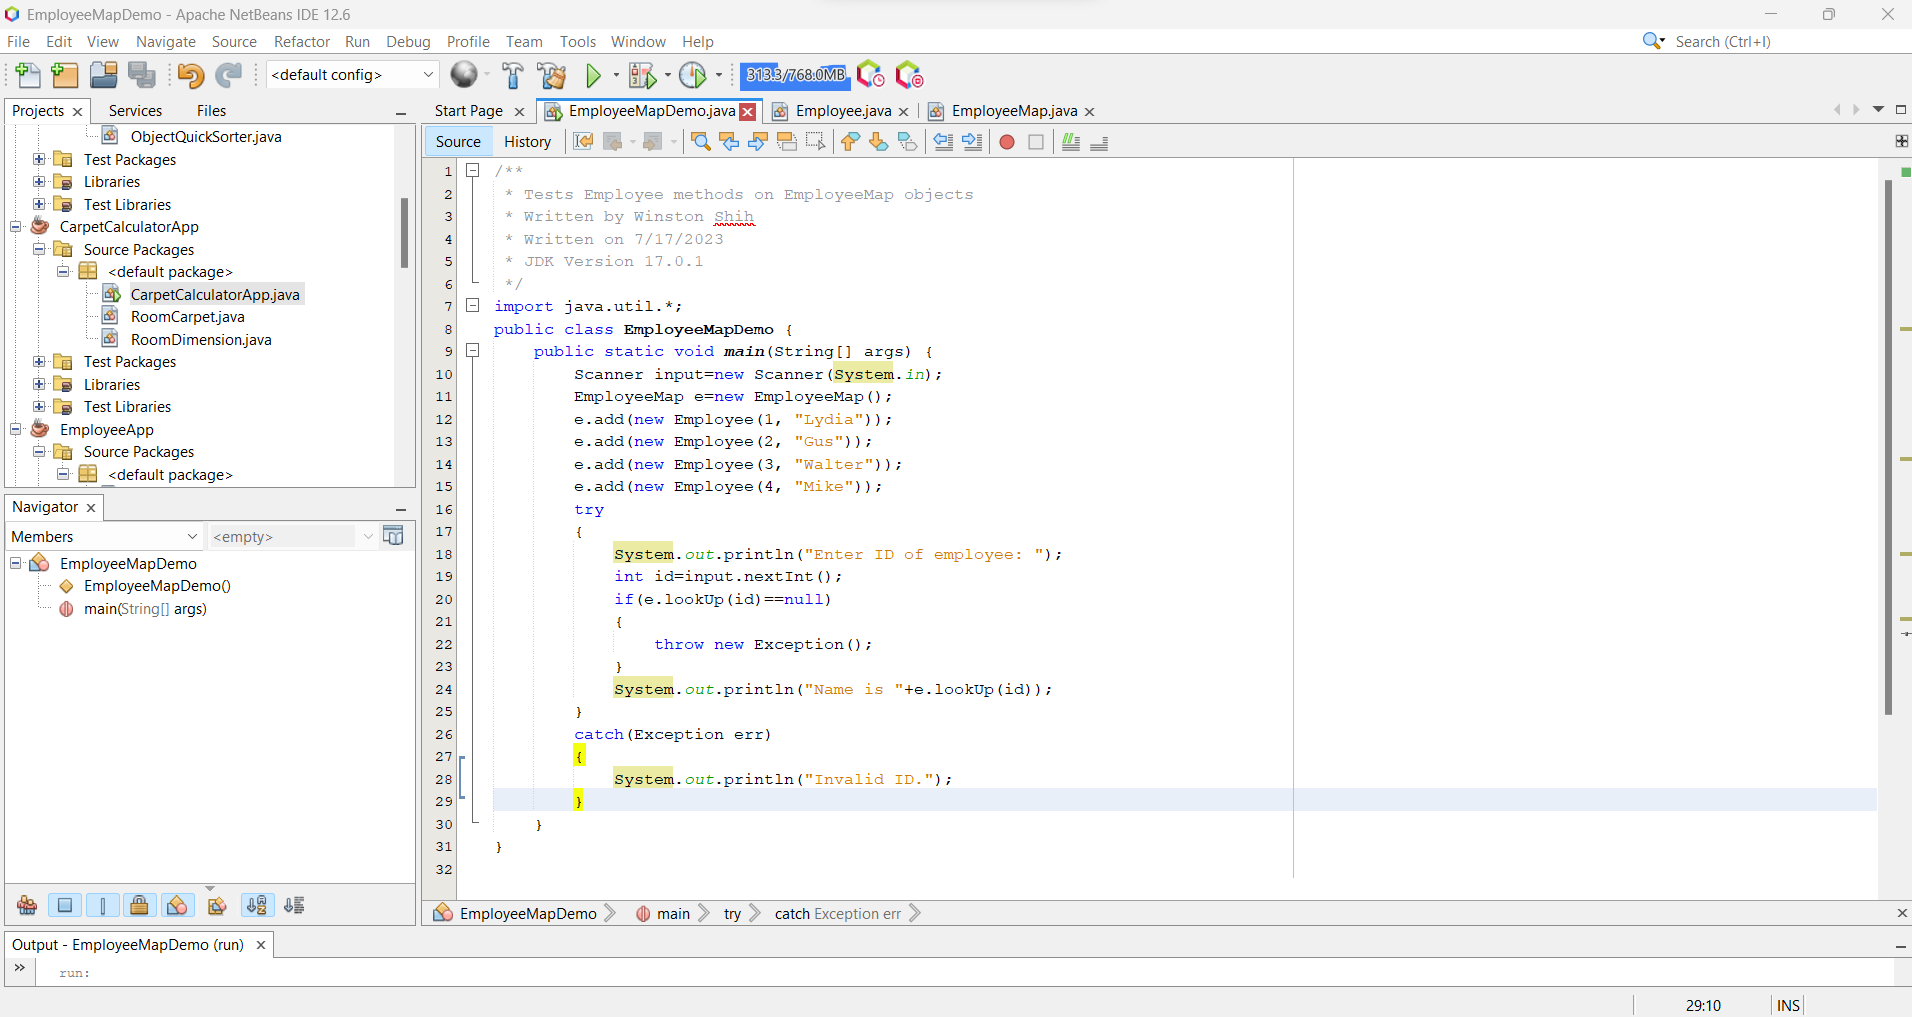 EmployeeMapDemo - Apache NetBeans IDE 12.6
File Edit View Navigate Source Refactor Run Debug Profile Team Tools Window Help
Search (Ctrl+I)
<default config>
313.3/768.0MB
Projects Services Files
ObjectQuickSorter.java
Test Packages
Libraries
Test Libraries
CarpetCalculatorApp
Source Packages
<default package>
CarpetCalculatorApp.java
RoomCarpet.java
RoomDimension.java
Test Packages
Libraries
Test Libraries
EmployeeApp
Source Packages
<default package>
Navigator
Members
<empty>
EmployeeMapDemo
EmployeeMapDemo()
main(String[] args)
Start Page EmployeeMapDemo.java Employee.java EmployeeMap.java
Source History
1 /**
2 * Tests Employee methods on EmployeeMap objects
3 * Written by Winston Shih
4 * Written on 7/17/2023
5 * JDK Version 17.0.1
6 */
7 import java.util.*;
8 public class EmployeeMapDemo {
9 public static void main(String[] args) {
10 Scanner input=new Scanner(System.in);
11 EmployeeMap e=new EmployeeMap();
12 e.add(new Employee(1, "Lydia"));
13 e.add(new Employee(2, "Gus"));
14 e.add(new Employee(3, "Walter"));
15 e.add(new Employee(4, "Mike"));
16 try
17 {
18 System.out.println("Enter ID of employee: ");
19 int id=input.nextInt();
20 if(e.lookUp(id)==null)
21 {
22 throw new Exception();
23 }
24 System.out.println("Name is "+e.lookUp(id));
25 }
26 catch(Exception err)
27 {
28 System.out.println("Invalid ID.");
29 }
30 }
31 }
32
EmployeeMapDemo main try catch Exception err
Output - EmployeeMapDemo (run)
run:
29:10 INS